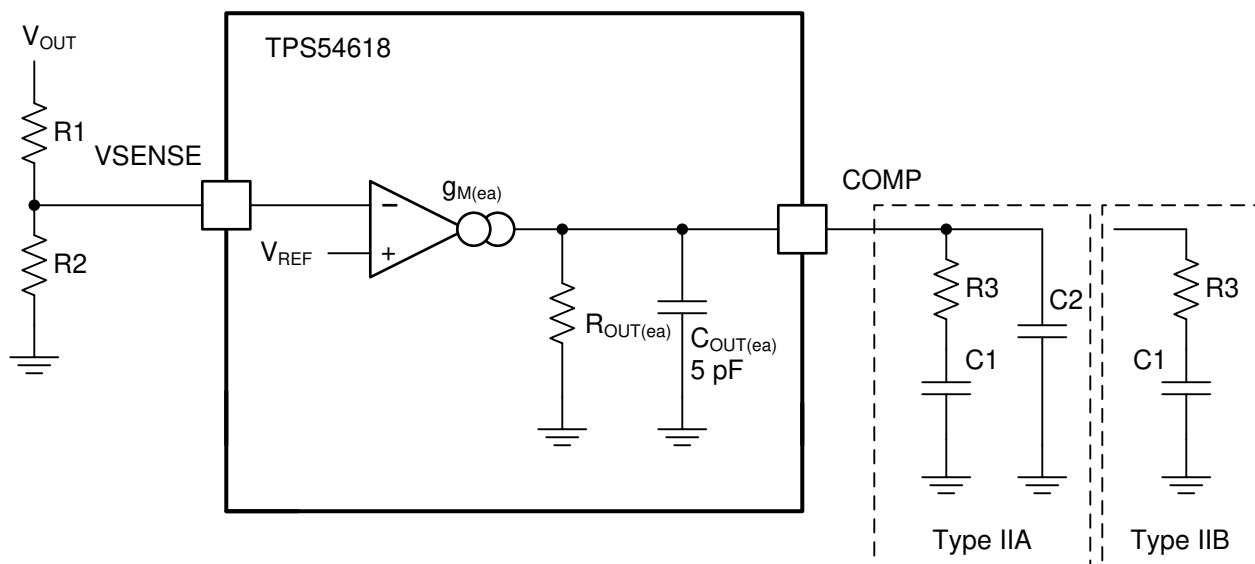 TPS54618
VOUT
R1
VSENSE
R2
gM(ea)
−
+
VREF
ROUT(ea)
COUT(ea)
5 pF
COMP
R3
C2
C1
Type IIA
R3
C1
Type IIB